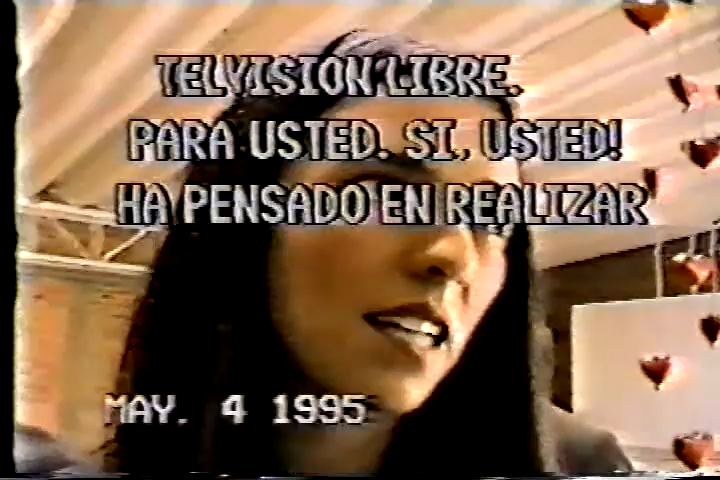 TELVISION LIBRE.
PARA USTED. SI, USTED!
HA PENSADO EN REALIZAR
MAY. 4 1995